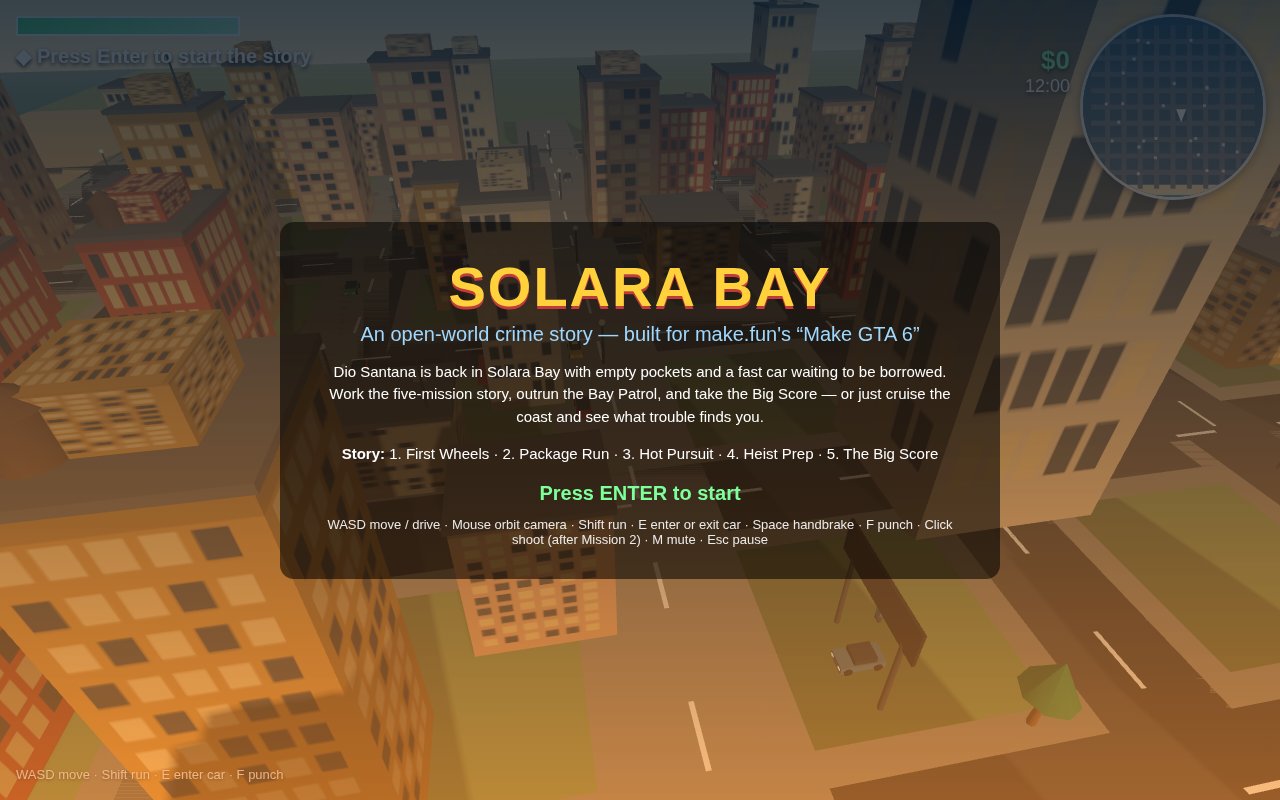 ◆ Press Enter to start the story
$0
12:00
SOLARA BAY
An open-world crime story — built for make.fun's “Make GTA 6”
Dio Santana is back in Solara Bay with empty pockets and a fast car waiting to be borrowed.
Work the five-mission story, outrun the Bay Patrol, and take the Big Score — or just cruise the
coast and see what trouble finds you.
Story: 1. First Wheels · 2. Package Run · 3. Hot Pursuit · 4. Heist Prep · 5. The Big Score
Press ENTER to start
WASD move / drive · Mouse orbit camera · Shift run · E enter or exit car · Space handbrake · F punch · Click
shoot (after Mission 2) · M mute · Esc pause
WASD move · Shift run · E enter car · F punch